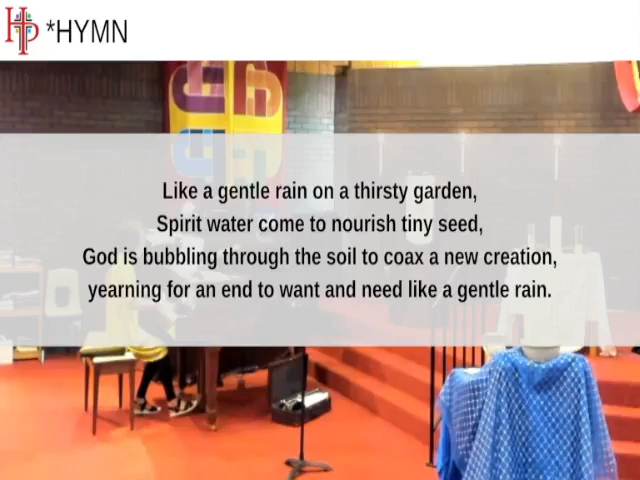 HP *HYMN
Like a gentle rain on a thirsty garden,
Spirit water come to nourish tiny seed,
God is bubbling through the soil to coax a new creation,
yearning for an end to want and need like a gentle rain.